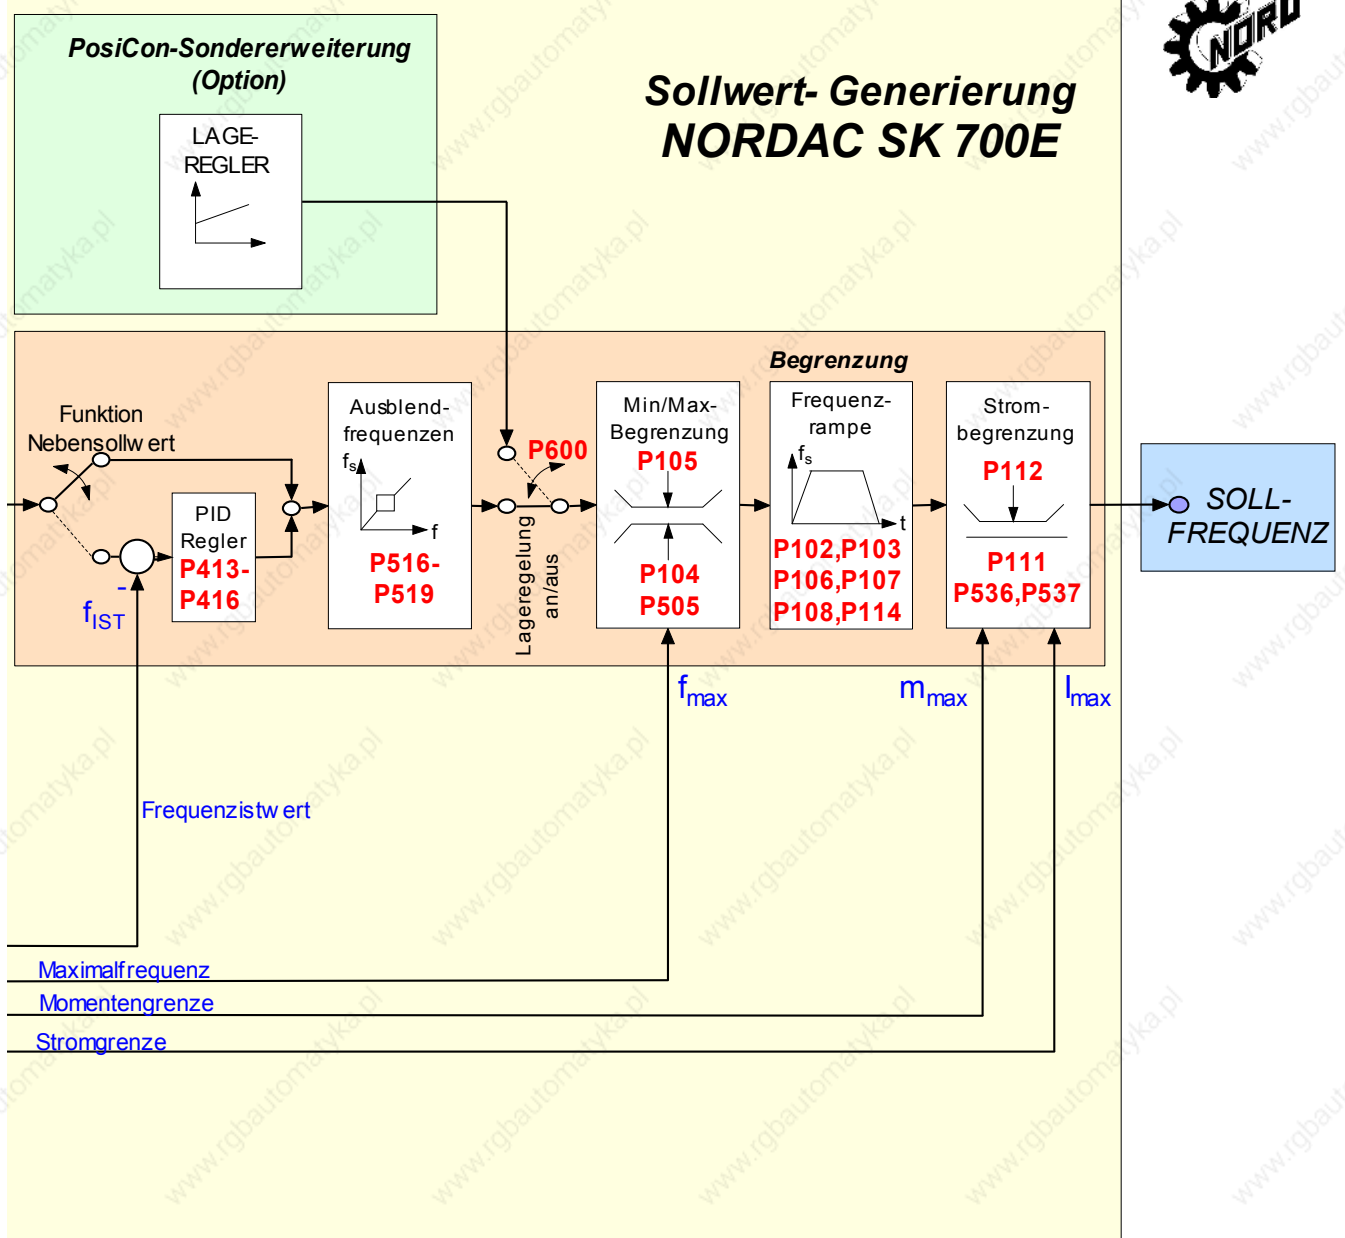 PosiCon-Sondererweiterung
(Option)
LAGE-
REGLER
Sollwert- Generierung
NORDAC SK 700E
NORD
Begrenzung
Funktion
Nebensollwert
PID
Regler
P413-
P416
-
fIST
Ausblend-
frequenzen
fs
f
P516-
P519
P600
Lageregelung
an/aus
Min/Max-
Begrenzung
P105
P104
P505
Frequenz-
rampe
fs
t
P102,P103
P106,P107
P108,P114
Strom-
begrenzung
P112
P111
P536,P537
SOLL-
FREQUENZ
fmax
mmax
Imax
Frequenzistwert
Maximalfrequenz
Momentengrenze
Stromgrenze
www.rgbautomatyka.pl